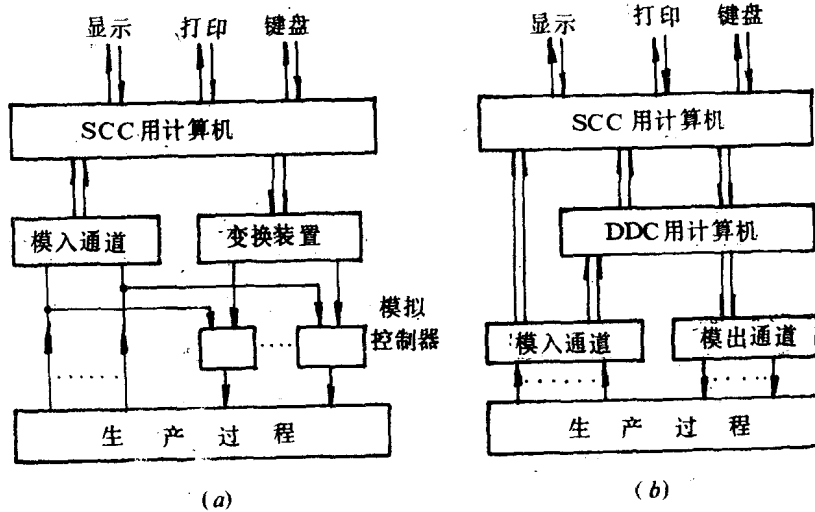 显示 打印 键盘
SCC用计算机
模入通道 变换装置
模拟
控制器
生产过程
(a)
显示 打印 键盘
SCC用计算机
DDC用计算机
模入通道 模出通道
生产过程
(b)